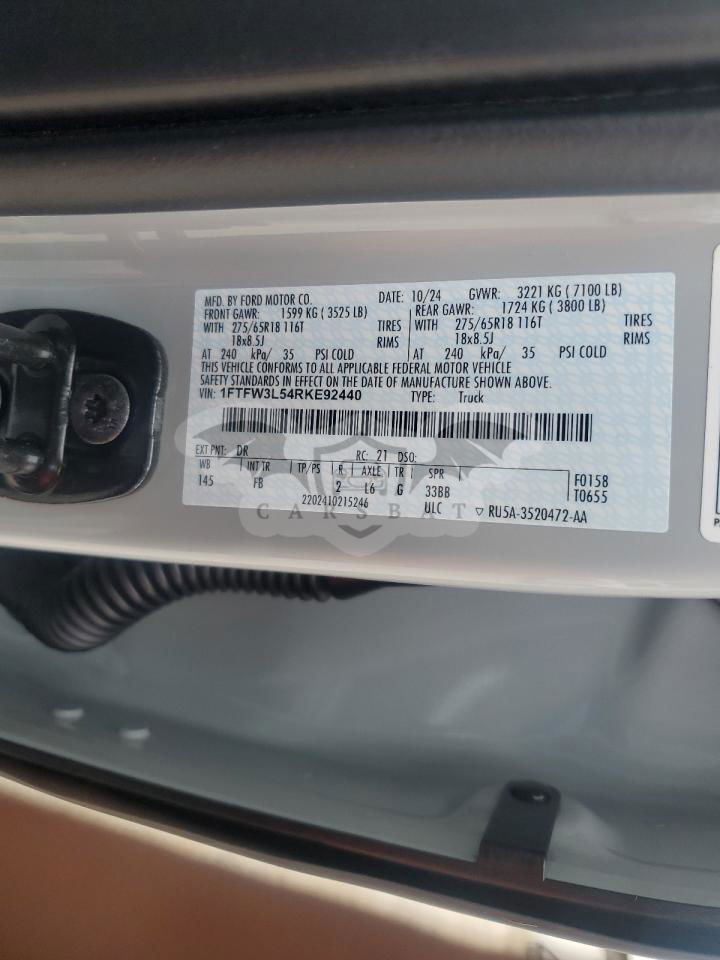 MFD. BY FORD MOTOR CO. DATE: 10/24 GVWR: 3221 KG ( 7100 LB)
FRONT GAWR: 1599 KG ( 3525 LB) REAR GAWR: 1724 KG ( 3800 LB)
WITH 275/65R18 116T TIRES WITH 275/65R18 116T TIRES
18x8.5J RIMS 18x8.5J RIMS
AT 240 kPa/ 35 PSI COLD AT 240 kPa/ 35 PSI COLD
THIS VEHICLE CONFORMS TO ALL APPLICABLE FEDERAL MOTOR VEHICLE
SAFETY STANDARDS IN EFFECT ON THE DATE OF MANUFACTURE SHOWN ABOVE.
VIN: 1FTFW3L54RKE92440 TYPE: Truck
EXT PNT: DR RC: 21 DSO:
WB INT TR TP/PS R AXLE TR SPR F0158
145 FB 2 L6 G 33BB T0655
2202410215246 ULC ▽ RU5A-3520472-AA
CARSBAT